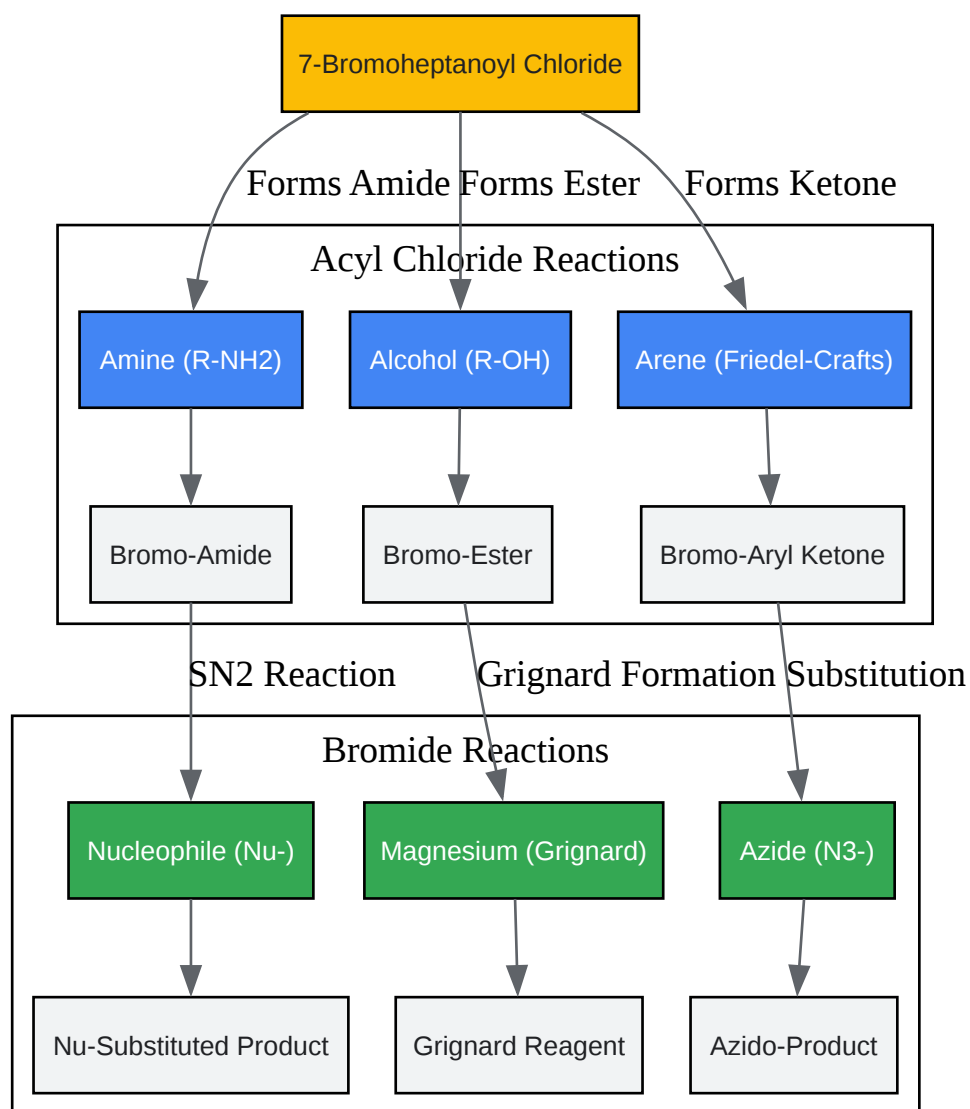 7-Bromoheptanoyl Chloride
Forms Amide
Forms Ester
Forms Ketone
Acyl Chloride Reactions
Amine (R-NH2)
Alcohol (R-OH)
Arene (Friedel-Crafts)
Bromo-Amide
Bromo-Ester
Bromo-Aryl Ketone
SN2 Reaction
Grignard Formation
Substitution
Bromide Reactions
Nucleophile (Nu-)
Magnesium (Grignard)
Azide (N3-)
Nu-Substituted Product
Grignard Reagent
Azido-Product